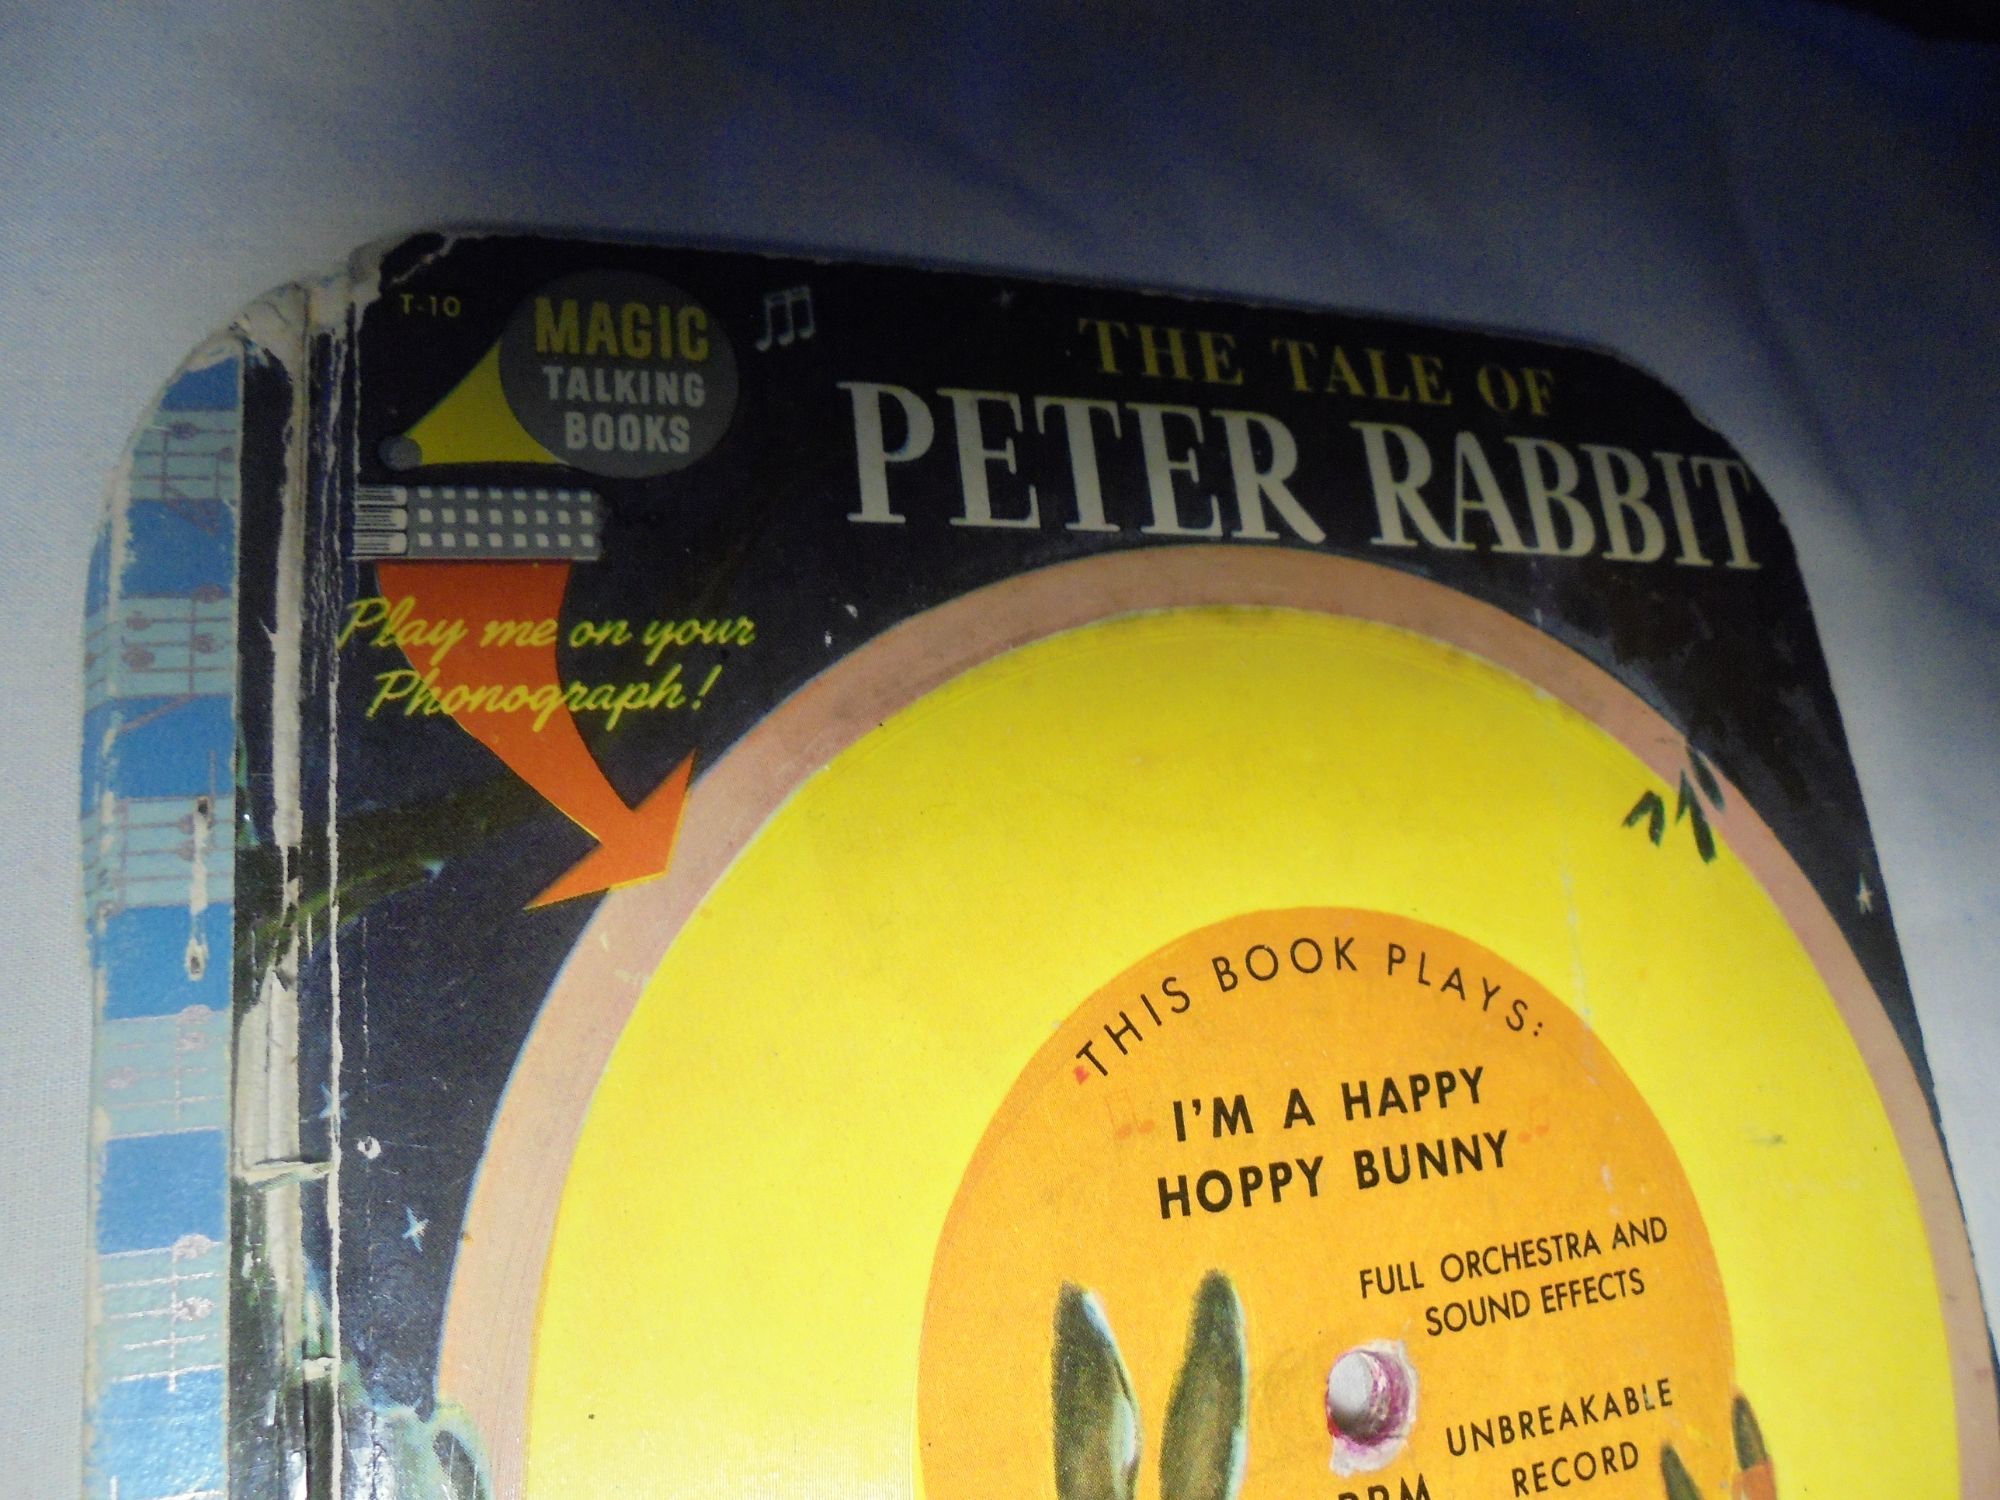 T-10
MAGIC
TALKING
BOOKS
THE TALE OF
PETER RABBIT
Play me on your
Phonograph!
THIS BOOK PLAYS:
I'M A HAPPY
HOPPY BUNNY
FULL ORCHESTRA AND
SOUND EFFECTS
UNBREAKABLE
RECORD
RPM